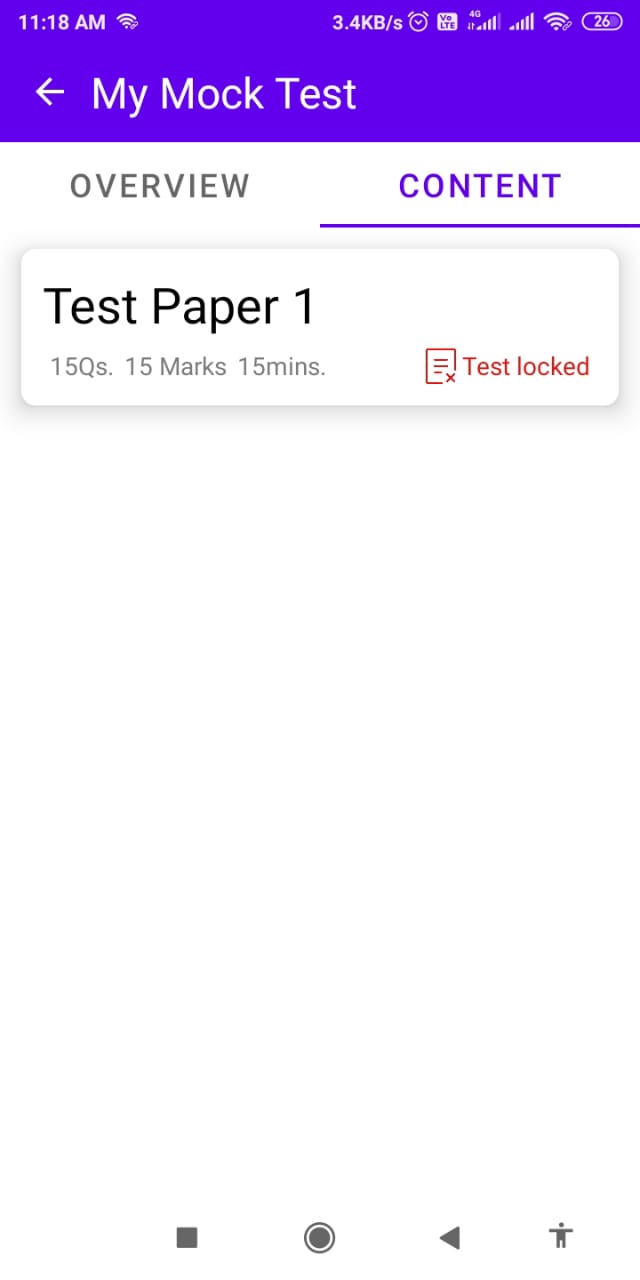 11:18 AM 3.4KB/s Vo LTE 4G 26
My Mock Test
OVERVIEW CONTENT
Test Paper 1
15Qs. 15 Marks 15mins. Test locked